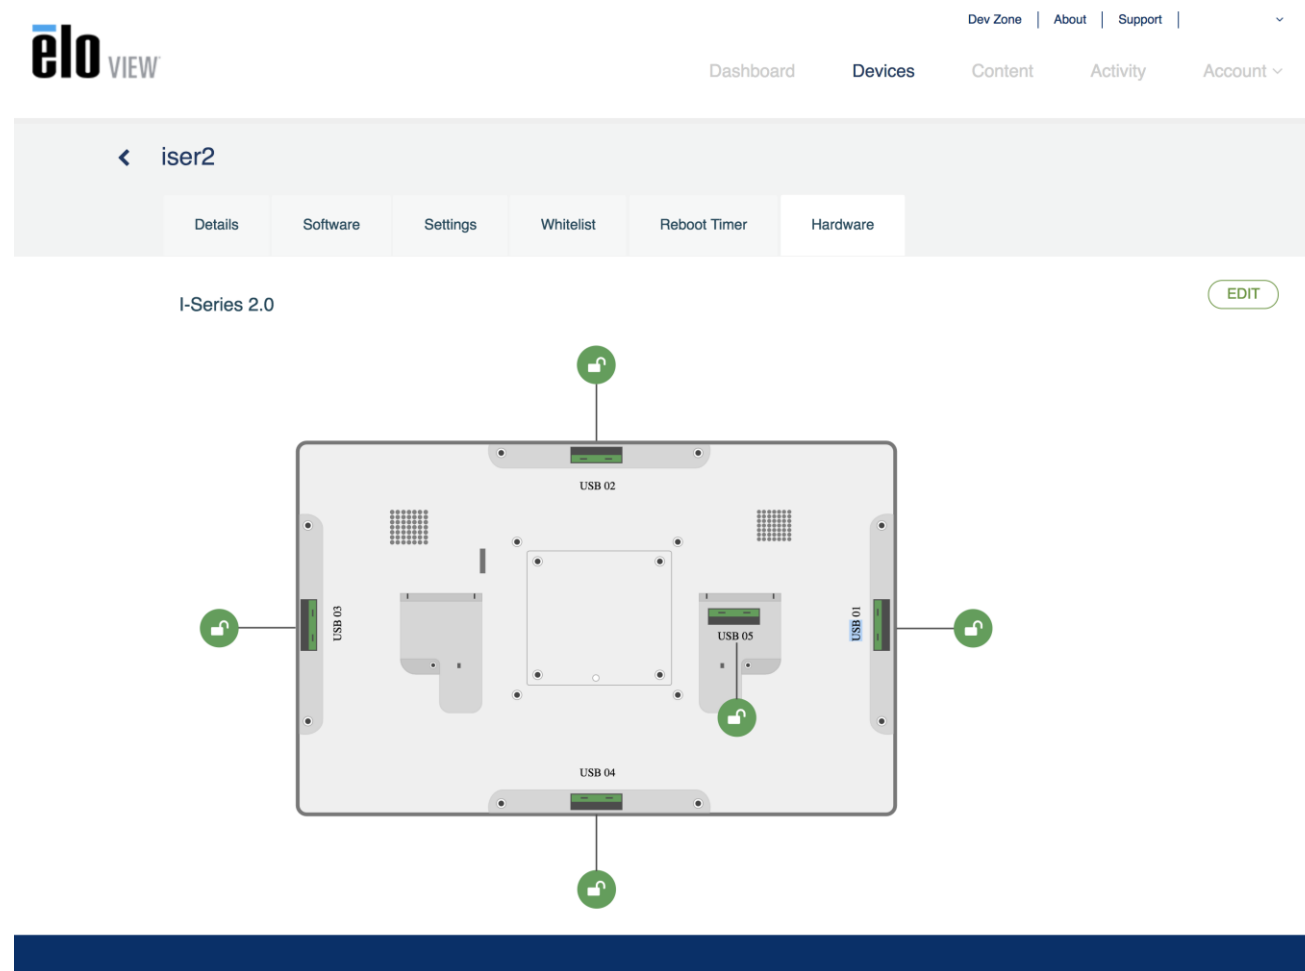 Dev Zone | About | Support |
ēlo VIEW
Dashboard Devices Content Activity Account
iser2
Details Software Settings Whitelist Reboot Timer Hardware
I-Series 2.0
EDIT
USB 02
USB 03
USB 05
USB 01
USB 04